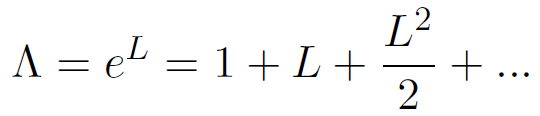 Λ = e^L = 1 + L + L^2/2 + ...